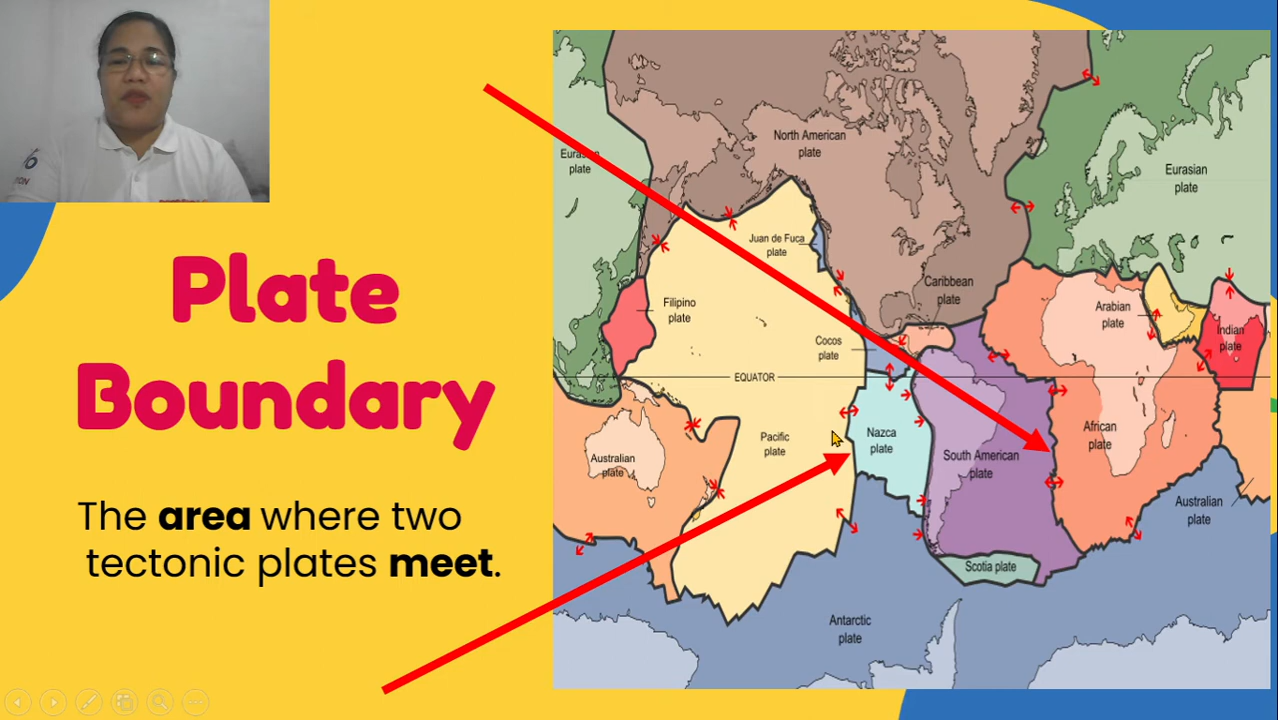 Plate
Boundary
The area where two
tectonic plates meet.
North American
plate
Eurasian
plate
Eurasian
plate
Juan de Fuca
plate
Caribbean
plate
Filipino
plate
Arabian
plate
Indian
plate
Cocos
plate
EQUATOR
Nazca
plate
African
plate
Pacific
plate
South American
plate
Australian
plate
Australian
plate
Scotia plate
Antarctic
plate